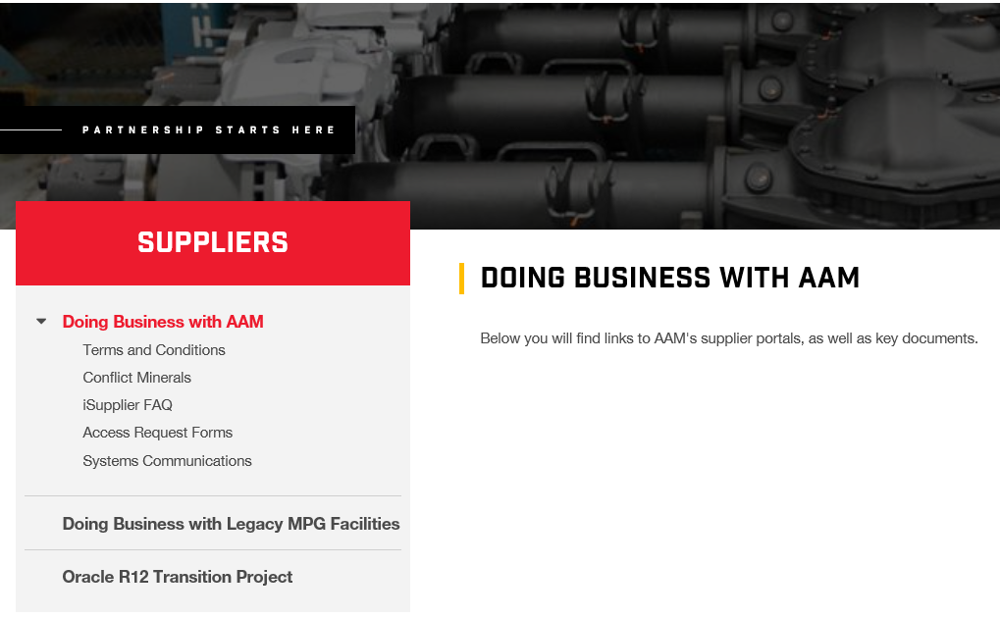 PARTNERSHIP STARTS HERE
SUPPLIERS
Doing Business with AAM
Terms and Conditions
Conflict Minerals
iSupplier FAQ
Access Request Forms
Systems Communications
Doing Business with Legacy MPG Facilities
Oracle R12 Transition Project
DOING BUSINESS WITH AAM
Below you will find links to AAM's supplier portals, as well as key documents.